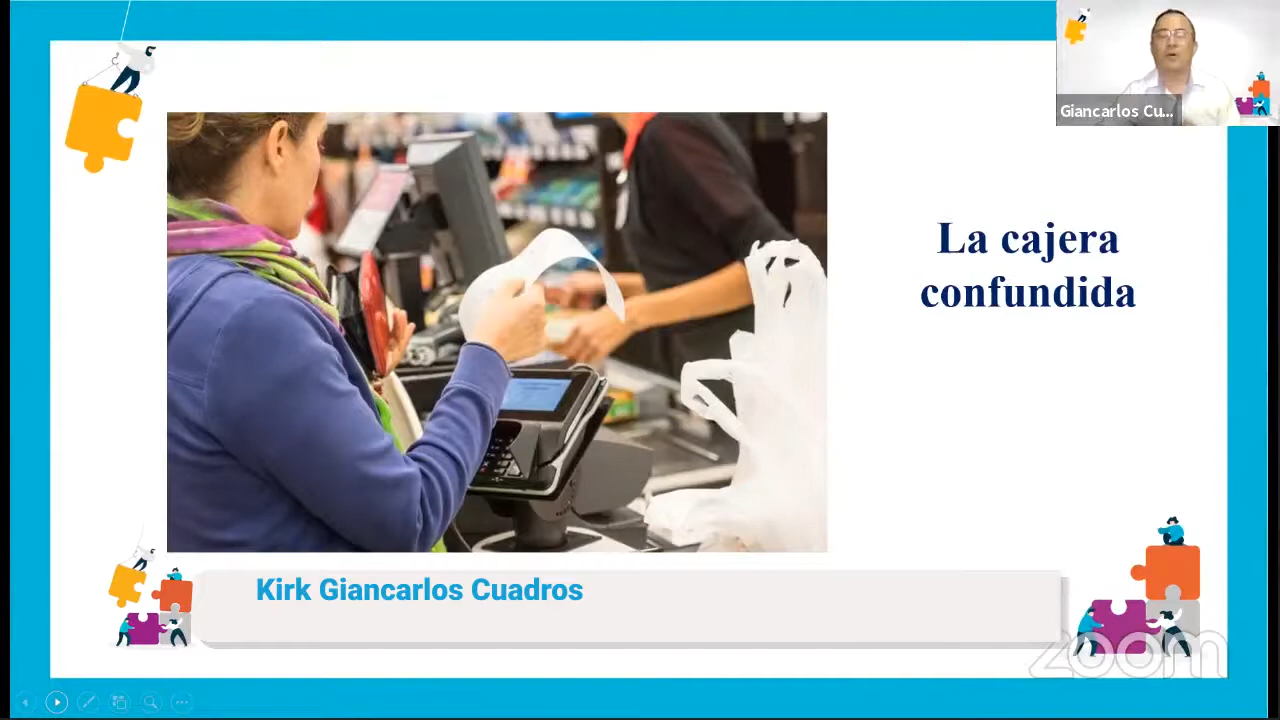 Giancarlos Cu...
La cajera
confundida
Kirk Giancarlos Cuadros
zoom